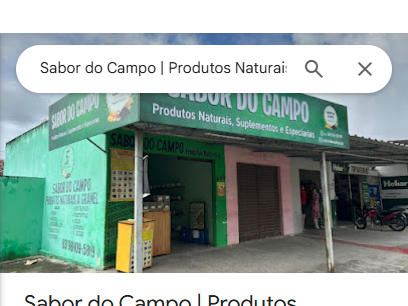 Sabor do Campo | Produtos Naturais
SABOR DO CAMPO
SABOR DO CAMPO
Produtos Naturais, Suplementos e Especiarias
SABOR DO CAMPO
SABOR DO CAMPO
PRODUTOS NATURAIS A GRANEL
Sabor do Campo | Produtos